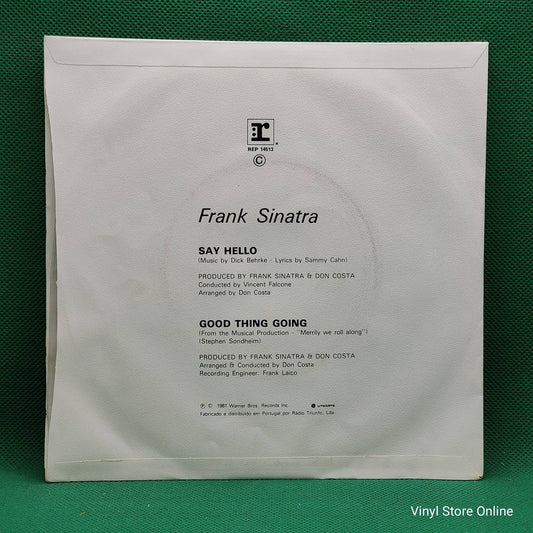 r
REP 14613
©
Frank Sinatra
SAY HELLO
(Music by Dick Behrke - Lyrics by Sammy Cahn)
PRODUCED BY FRANK SINATRA & DON COSTA
Conducted by Vincent Falcone
Arranged by Don Costa
GOOD THING GOING
(From the Musical Production - "Merrily we roll along")
(Stephen Sondheim)
PRODUCED BY FRANK SINATRA & DON COSTA
Arranged & Conducted by Don Costa
Recording Engineer: Frank Laico
℗ © 1981 Warner Bros. Records Inc.
Fabricado e distribuído em Portugal por Rádio Triunfo, Lda
Vinyl Store Online